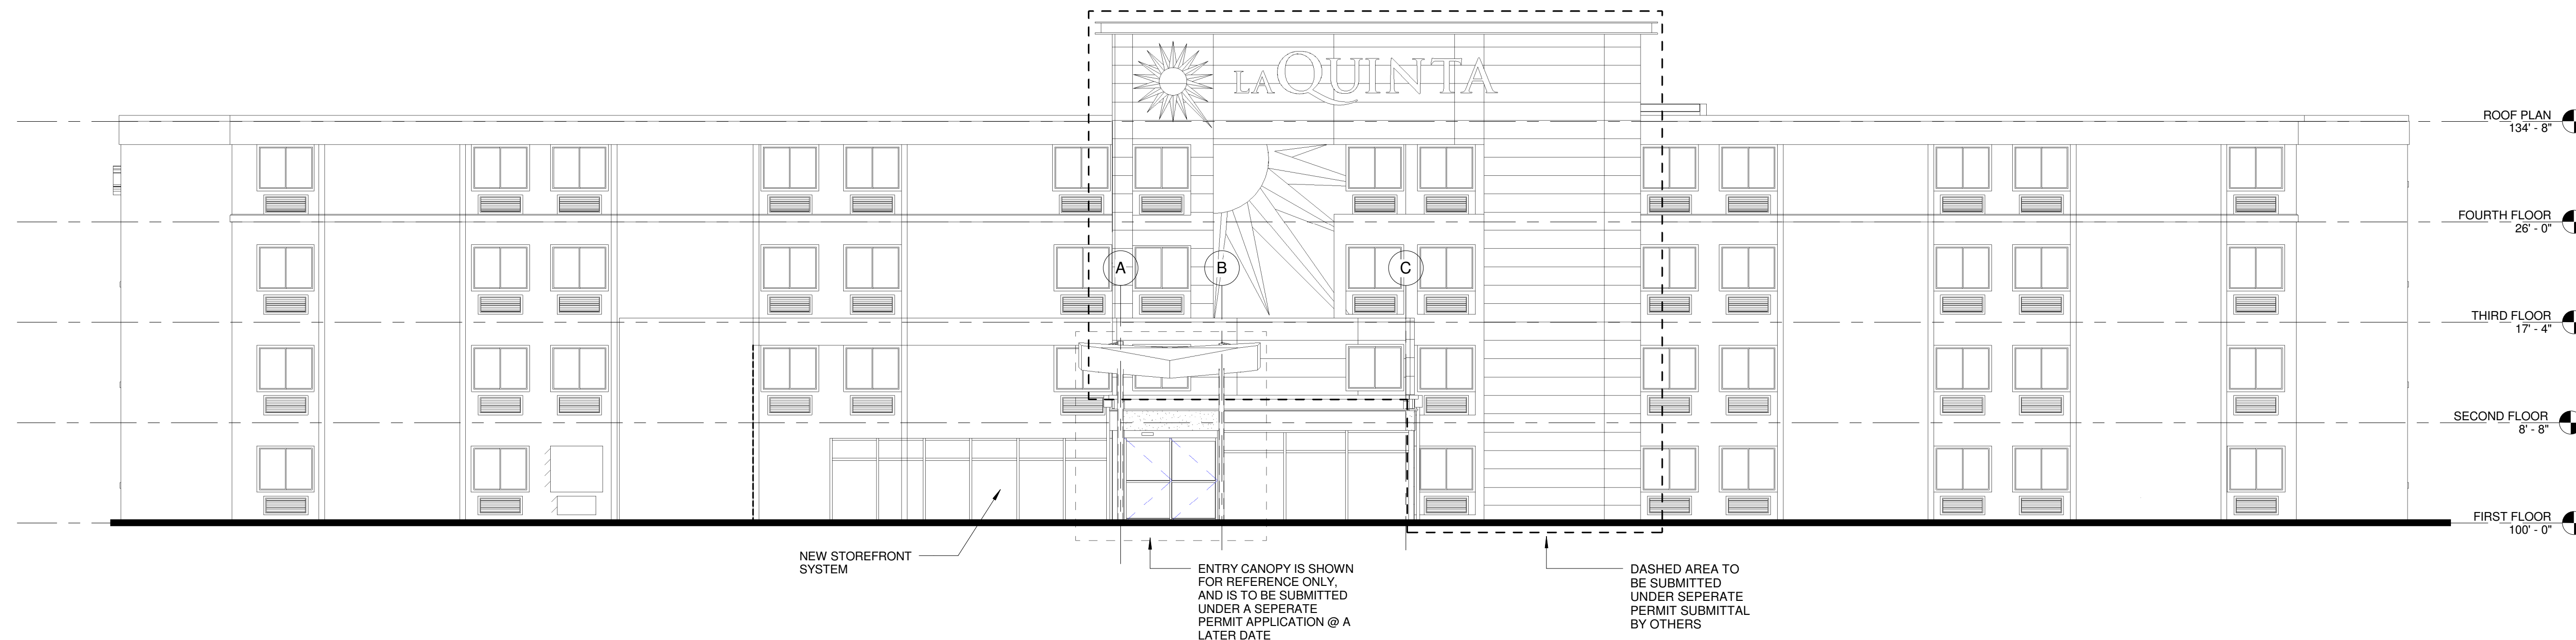 LA QUINTA
ROOF PLAN
134' - 8"
FOURTH FLOOR
26' - 0"
A
B
C
THIRD FLOOR
17' - 4"
SECOND FLOOR
8' - 8"
FIRST FLOOR
100' - 0"
NEW STOREFRONT
SYSTEM
ENTRY CANOPY IS SHOWN
FOR REFERENCE ONLY,
AND IS TO BE SUBMITTED
UNDER A SEPERATE
PERMIT APPLICATION @ A
LATER DATE
DASHED AREA TO
BE SUBMITTED
UNDER SEPERATE
PERMIT SUBMITTAL
BY OTHERS